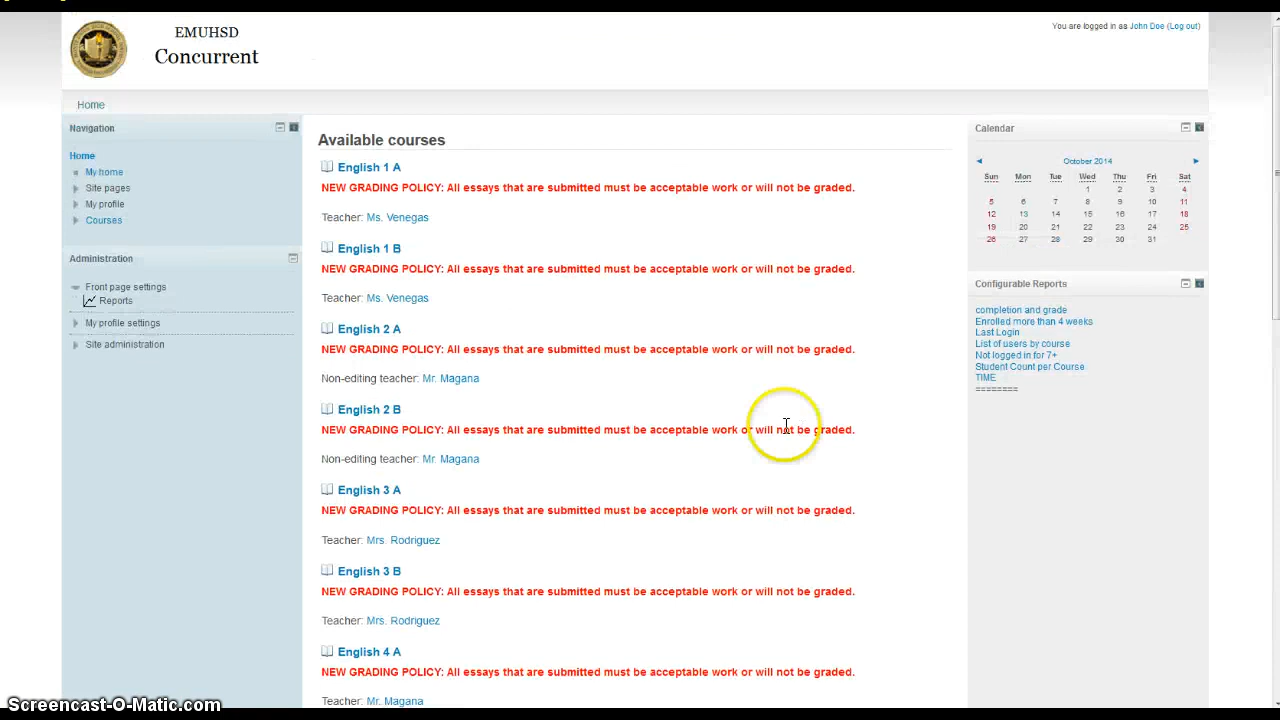 EMUHSD
Concurrent
You are logged in as John Doe (Log out)
Home
Navigation
Home
My home
Site pages
My profile
Courses
Administration
Front page settings
Reports
My profile settings
Site administration
Available courses
English 1 A
NEW GRADING POLICY: All essays that are submitted must be acceptable work or will not be graded.
Teacher: Ms. Venegas
English 1 B
NEW GRADING POLICY: All essays that are submitted must be acceptable work or will not be graded.
Teacher: Ms. Venegas
English 2 A
NEW GRADING POLICY: All essays that are submitted must be acceptable work or will not be graded.
Non-editing teacher: Mr. Magana
English 2 B
NEW GRADING POLICY: All essays that are submitted must be acceptable work or will not be graded.
Non-editing teacher: Mr. Magana
English 3 A
NEW GRADING POLICY: All essays that are submitted must be acceptable work or will not be graded.
Teacher: Mrs. Rodriguez
English 3 B
NEW GRADING POLICY: All essays that are submitted must be acceptable work or will not be graded.
Teacher: Mrs. Rodriguez
English 4 A
NEW GRADING POLICY: All essays that are submitted must be acceptable work or will not be graded.
Teacher: Mr. Magana
Calendar
◄ October 2014 ►
Sun Mon Tue Wed Thu Fri Sat
1 2 3 4
5 6 7 8 9 10 11
12 13 14 15 16 17 18
19 20 21 22 23 24 25
26 27 28 29 30 31
Configurable Reports
completion and grade
Enrolled more than 4 weeks
Last Login
List of users by course
Not logged in for 7+
Student Count per Course
TIME
========
Screencast-O-Matic.com